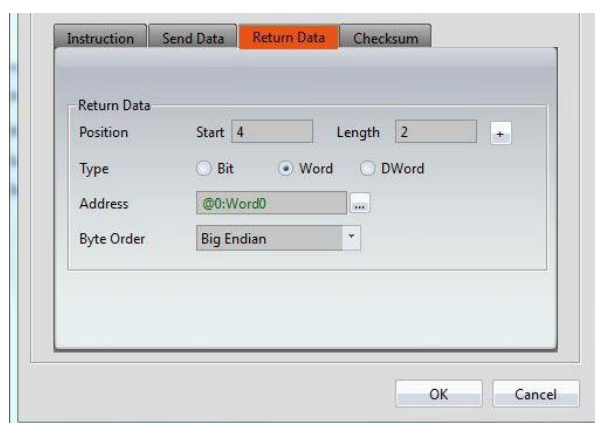 Instruction Send Data Return Data Checksum
Return Data
Position Start 4 Length 2 +
Type Bit Word DWord
Address @0:Word0 ...
Byte Order Big Endian
OK Cancel